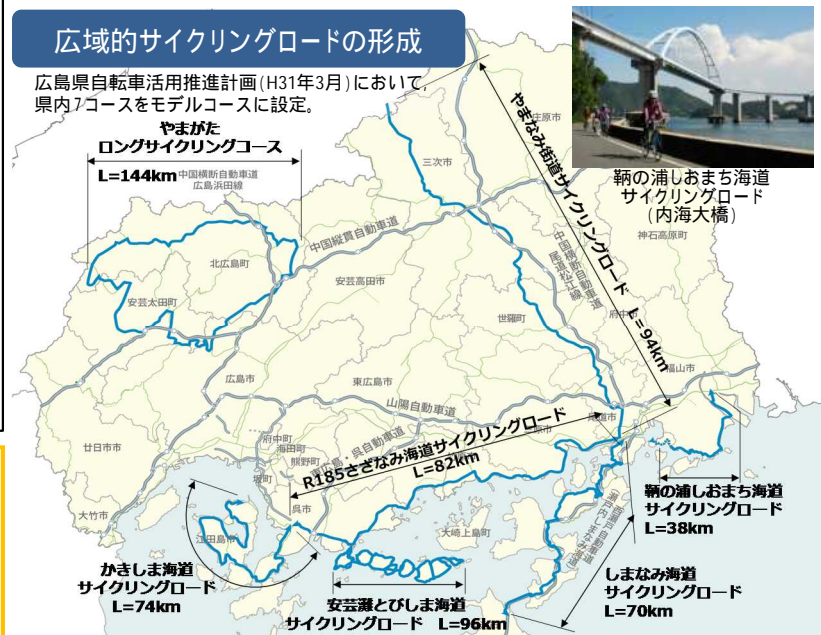 広域的サイクリングロードの形成
広島県自転車活用推進計画(H31年3月)において,
県内7コースをモデルコースに設定。
やまがた
ロングサイクリングコース
L=144km
中国横断自動車道
広島浜田線
やまなみ街道サイクリングロード L=94km
鞆の浦しおまち海道
サイクリングロード
(内海大橋)
庄原市
三次市
神石高原町
中国縦貫自動車道
中国横断自動車道
尾道松江線
北広島町
安芸太田町
安芸高田市
世羅町
府中市
福山市
広島市
東広島市
山陽自動車道
尾道市
廿日市市
府中町
海田町
熊野町
坂町
呉市
大竹市
江田島市
大崎上島町
R185さざなみ海道サイクリングロード
L=82km
西瀬戸自動車道
瀬戸内しまなみ海道
鞆の浦しおまち海道
サイクリングロード
L=38km
かきしま海道
サイクリングロード
L=74km
安芸灘とびしま海道
サイクリングロード L=96km
しまなみ海道
サイクリングロード
L=70km